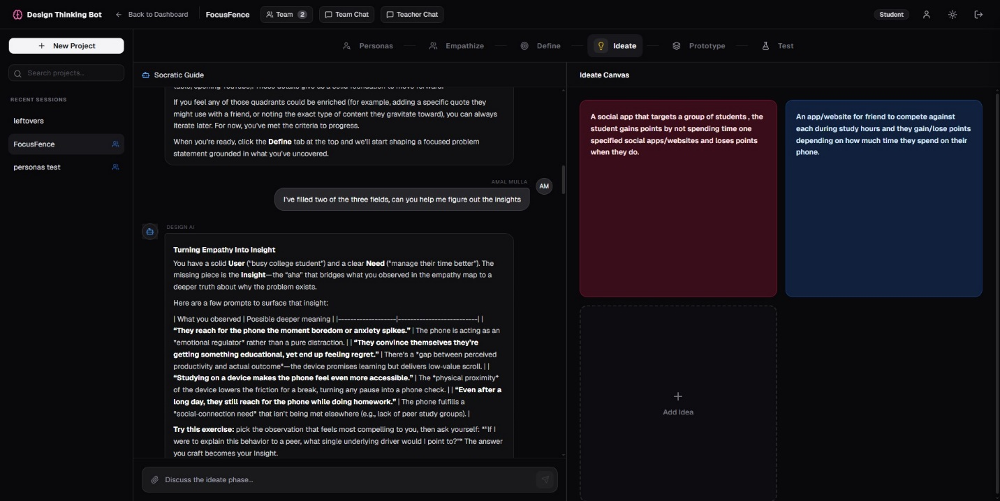 Design Thinking Bot
Back to Dashboard
FocusFence
Team 2
Team Chat
Teacher Chat
Student
New Project
Search projects...
RECENT SESSIONS
leftovers
FocusFence
personas test
Personas
Empathize
Define
Ideate
Prototype
Test
Socratic Guide
If you feel any of those quadrants could be enriched (for example, adding a specific quote they
might use with a friend, or noting the exact type of content they gravitate toward), you can always
iterate later. For now, you've met the criteria to progress.
When you're ready, click the Define tab at the top and we'll start shaping a focused problem
statement grounded in what you've uncovered.
AMAL MULLA
AM
I've filled two of the three fields, can you help me figure out the insights
DESIGN AI
Turning Empathy Into Insight
You have a solid User ("busy college student") and a clear Need ("manage their time better"). The
missing piece is the Insight—the "aha" that bridges what you observed in the empathy map to a
deeper truth about why the problem exists.
Here are a few prompts to surface that insight:
| What you observed | Possible deeper meaning | |-------------------|--------------------------| |
"They reach for the phone the moment boredom or anxiety spikes." | The phone is acting as an
*emotional regulator* rather than a pure distraction. | | "They convince themselves they're
getting something educational, yet end up feeling regret." | There's a *gap between perceived
productivity and actual outcome*—the device promises learning but delivers low-value scroll. | |
"Studying on a device makes the phone feel even more accessible." | The *physical proximity*
of the device lowers the friction for a break, turning any pause into a phone check. | | "Even after a
long day, they still reach for the phone while doing homework." | The phone fulfills a
*social-connection need* that isn't being met elsewhere (e.g., lack of peer study groups). |
Try this exercise: pick the observation that feels most compelling to you, then ask yourself: *"If I
were to explain this behavior to a peer, what single underlying driver would I point to?"* The answer
you craft becomes your Insight.
Discuss the ideate phase...
Ideate Canvas
A social app that targets a group of students , the
student gains points by not spending time one
specified social apps/websites and loses points
when they do.
An app/website for friend to compete against
each during study hours and they gain/lose points
depending on how much time they spend on their
phone.
Add Idea